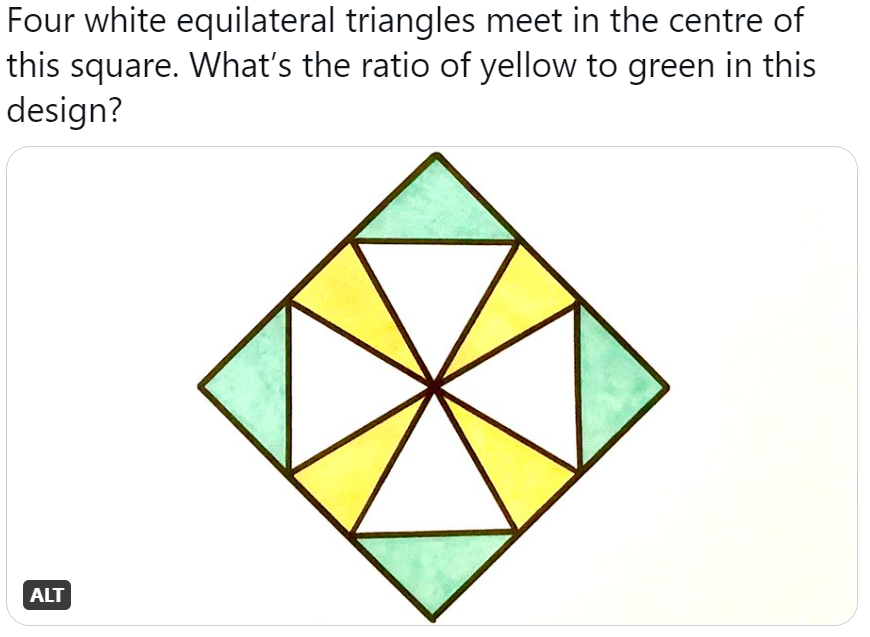 Four white equilateral triangles meet in the centre of
this square. What's the ratio of yellow to green in this
design?
ALT